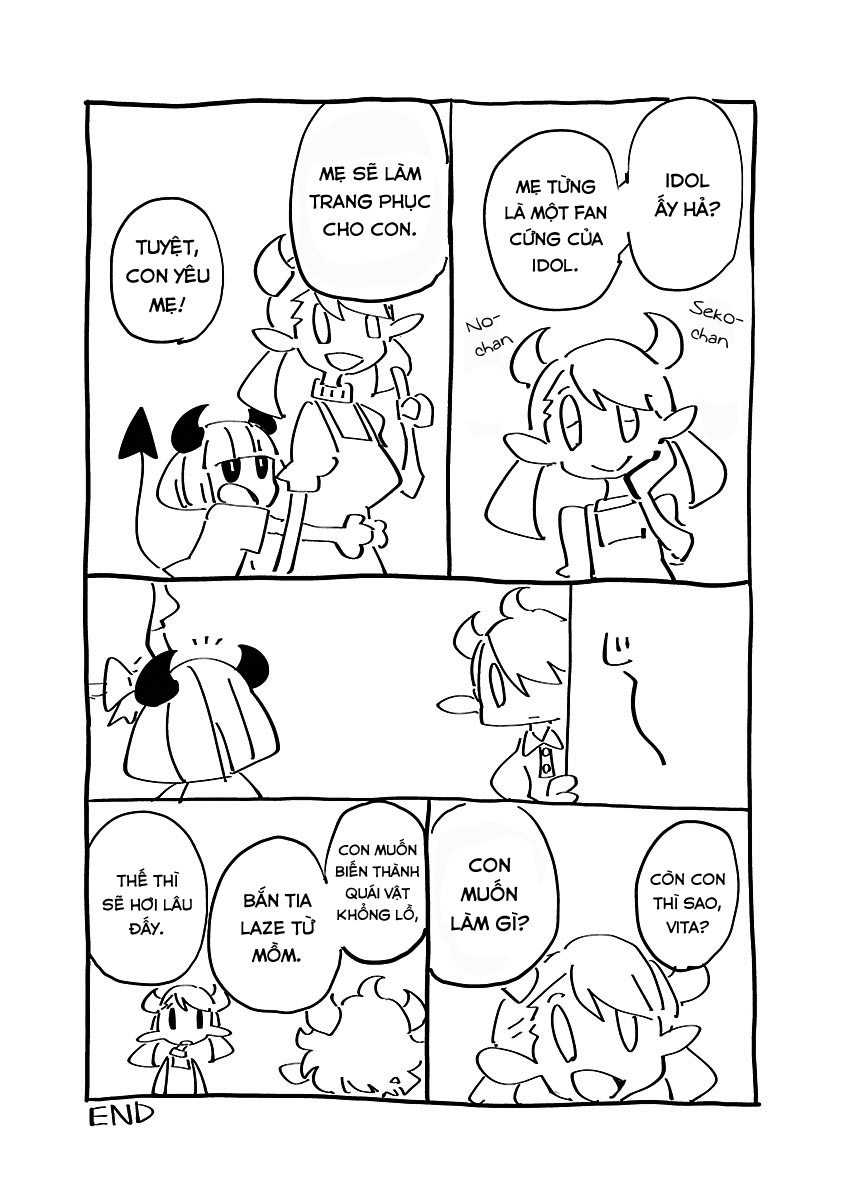 IDOL
ẤY HẢ?
MẸ TỪNG
LÀ MỘT FAN
CỨNG CỦA
IDOL.
Seko-
chan
No-
chan
MẸ SẼ LÀM
TRANG PHỤC
CHO CON.
TUYỆT,
CON YÊU
MẸ!
CÒN CON
THÌ SAO,
VITA?
CON
MUỐN
LÀM GÌ?
CON MUỐN
BIẾN THÀNH
QUÁI VẬT
KHỔNG LỒ,
BẮN TIA
LAZE TỪ
MỒM.
THẾ THÌ
SẼ HƠI LÂU
ĐẤY.
END